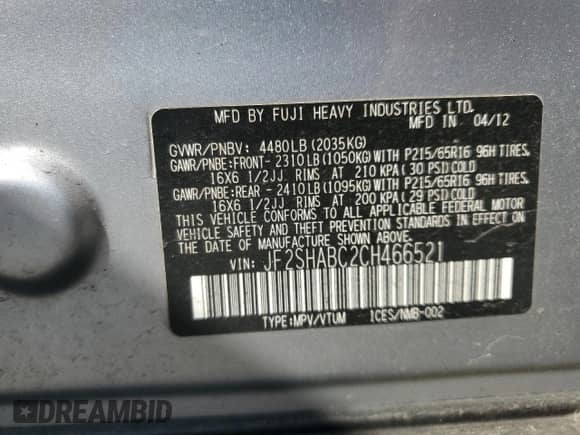 MFD BY FUJI HEAVY INDUSTRIES LTD.
MFD IN 04/12
GVWR/PNBV: 4480LB(2035KG)
GAWR/PNBE:FRONT- 2310LB(1050KG)WITH P215/65R16 96H TIRES,
16X6 1/2JJ RIMS AT 210 KPA(30 PSI)COLD
GAWR/PNBE:REAR - 2410LB(1095KG)WITH P215/65R16 96H TIRES,
16X6 1/2JJ RIMS AT 200 KPA(29 PSI)COLD
THIS VEHICLE CONFORMS TO ALL APPLICABLE FEDERAL MOTOR
VEHICLE SAFETY AND THEFT PREVENTION STANDARDS IN EFFECT ON
THE DATE OF MANUFACTURE SHOWN ABOVE.
VIN: JF2SHABC2CH466521
TYPE:MPV/VTUM ICES/NMB-002
DREAMBID